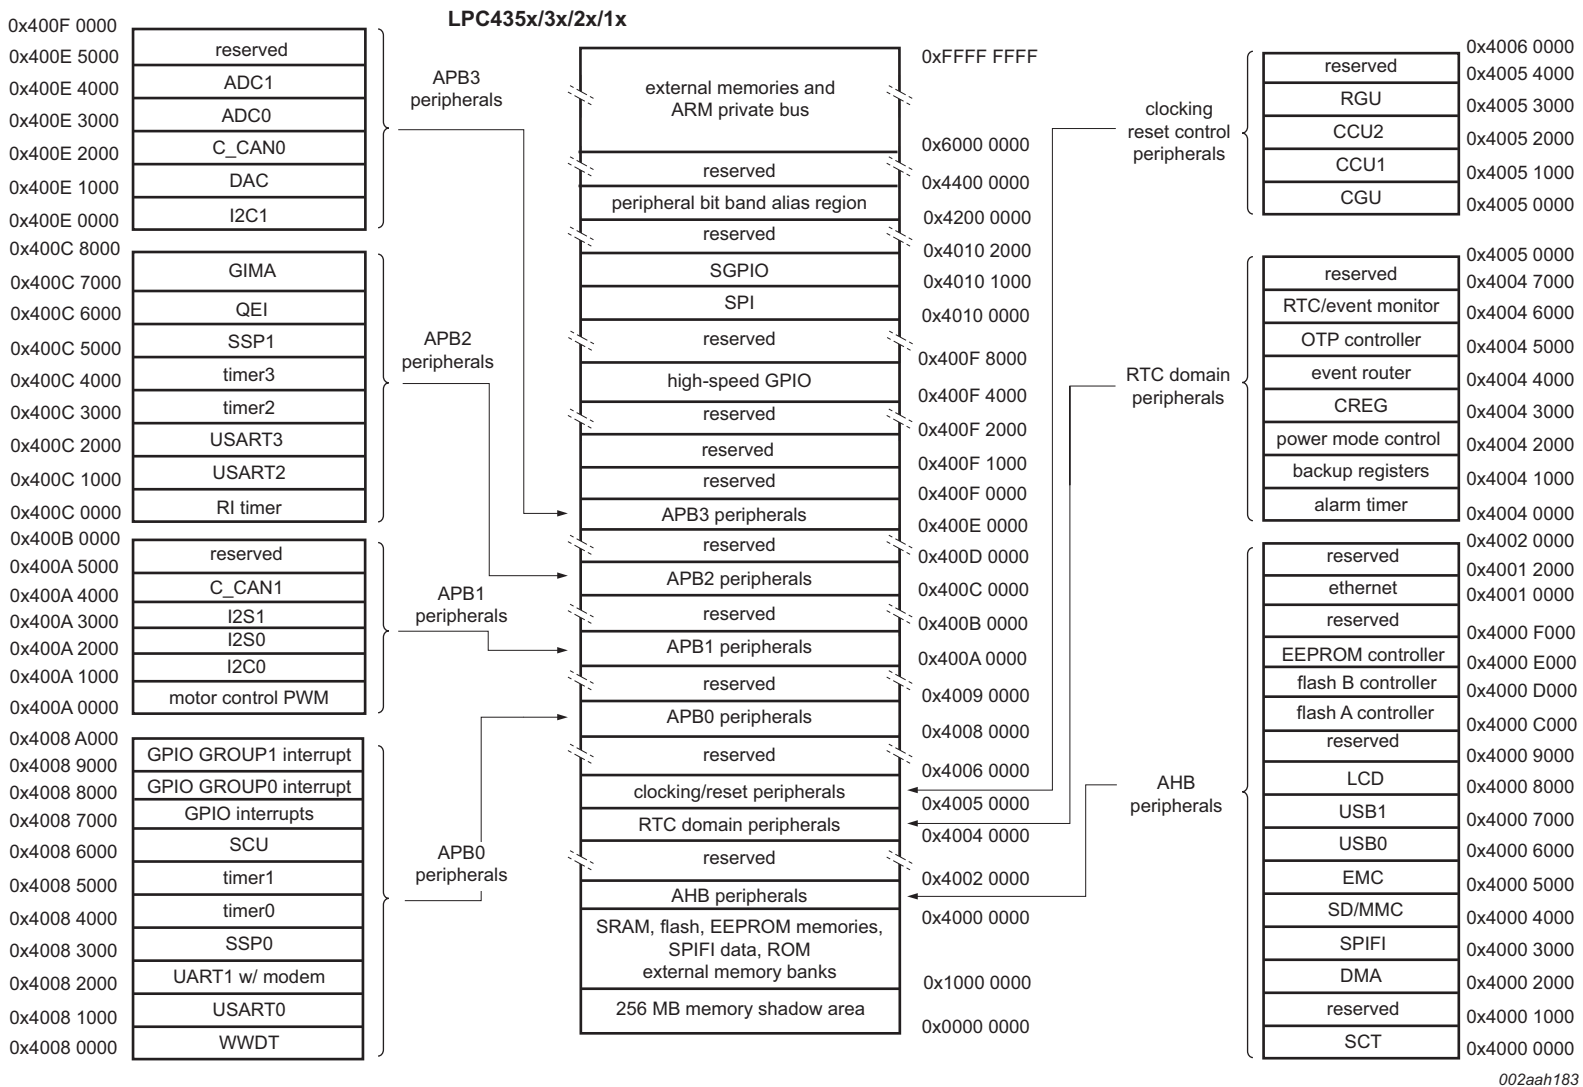 LPC435x/3x/2x/1x
0x400F 0000
reserved
0x400E 5000
ADC1
0x400E 4000
ADC0
0x400E 3000
C_CAN0
0x400E 2000
DAC
0x400E 1000
I2C1
0x400E 0000
APB3
peripherals
0x400C 8000
GIMA
0x400C 7000
QEI
0x400C 6000
SSP1
0x400C 5000
timer3
0x400C 4000
timer2
0x400C 3000
USART3
0x400C 2000
USART2
0x400C 1000
RI timer
0x400C 0000
APB2
peripherals
0x400B 0000
reserved
0x400A 5000
C_CAN1
0x400A 4000
I2S1
0x400A 3000
I2S0
0x400A 2000
I2C0
0x400A 1000
motor control PWM
0x400A 0000
APB1
peripherals
0x4008 A000
GPIO GROUP1 interrupt
0x4008 9000
GPIO GROUP0 interrupt
0x4008 8000
GPIO interrupts
0x4008 7000
SCU
0x4008 6000
timer1
0x4008 5000
timer0
0x4008 4000
SSP0
0x4008 3000
UART1 w/ modem
0x4008 2000
USART0
0x4008 1000
WWDT
0x4008 0000
APB0
peripherals
0xFFFF FFFF
external memories and
ARM private bus
0x6000 0000
reserved
0x4400 0000
peripheral bit band alias region
0x4200 0000
reserved
0x4010 2000
SGPIO
0x4010 1000
SPI
0x4010 0000
reserved
0x400F 8000
high-speed GPIO
0x400F 4000
reserved
0x400F 2000
reserved
0x400F 1000
reserved
0x400F 0000
APB3 peripherals
0x400E 0000
reserved
0x400D 0000
APB2 peripherals
0x400C 0000
reserved
0x400B 0000
APB1 peripherals
0x400A 0000
reserved
0x4009 0000
APB0 peripherals
0x4008 0000
reserved
0x4006 0000
clocking/reset peripherals
0x4005 0000
RTC domain peripherals
0x4004 0000
reserved
0x4002 0000
AHB peripherals
0x4000 0000
SRAM, flash, EEPROM memories,
SPIFI data, ROM
external memory banks
0x1000 0000
256 MB memory shadow area
0x0000 0000
clocking
reset control
peripherals
0x4006 0000
reserved
0x4005 4000
RGU
0x4005 3000
CCU2
0x4005 2000
CCU1
0x4005 1000
CGU
0x4005 0000
RTC domain
peripherals
0x4005 0000
reserved
0x4004 7000
RTC/event monitor
0x4004 6000
OTP controller
0x4004 5000
event router
0x4004 4000
CREG
0x4004 3000
power mode control
0x4004 2000
backup registers
0x4004 1000
alarm timer
0x4004 0000
AHB
peripherals
0x4002 0000
reserved
0x4001 2000
ethernet
0x4001 0000
reserved
0x4000 F000
EEPROM controller
0x4000 E000
flash B controller
0x4000 D000
flash A controller
0x4000 C000
reserved
0x4000 9000
LCD
0x4000 8000
USB1
0x4000 7000
USB0
0x4000 6000
EMC
0x4000 5000
SD/MMC
0x4000 4000
SPIFI
0x4000 3000
DMA
0x4000 2000
reserved
0x4000 1000
SCT
0x4000 0000
002aah183